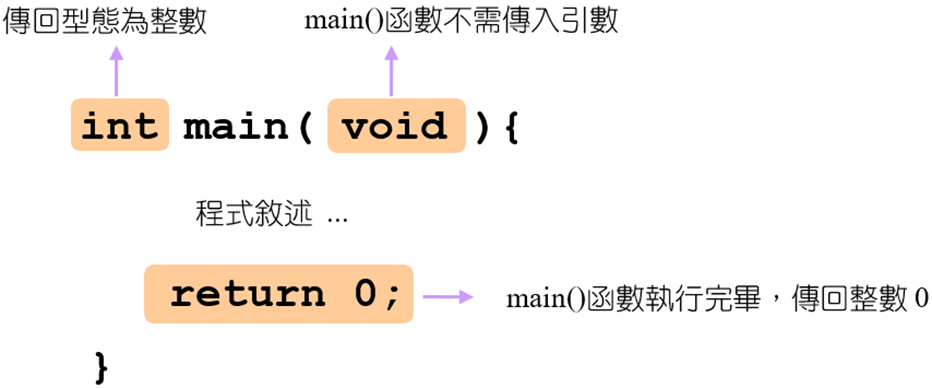 傳回型態為整數 main()函數不需傳入引數
int main( void ){
程式敘述 ...
return 0; main()函數執行完畢，傳回整數 0
}